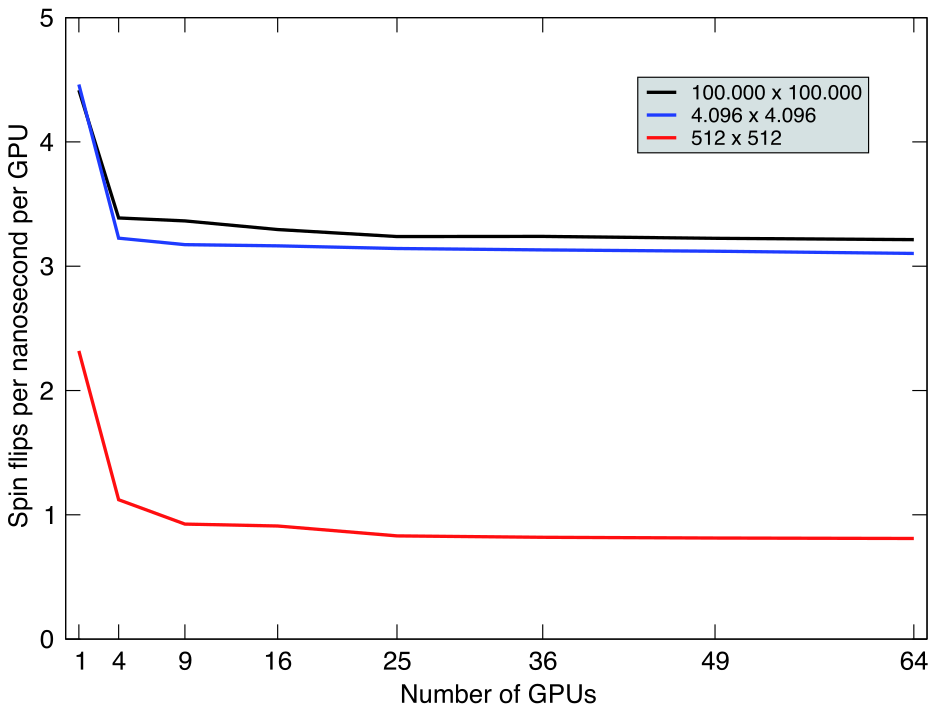 5
4
3
2
1
0
Spin flips per nanosecond per GPU
100.000 x 100.000
4.096 x 4.096
512 x 512
1 4 9 16 25 36 49 64
Number of GPUs